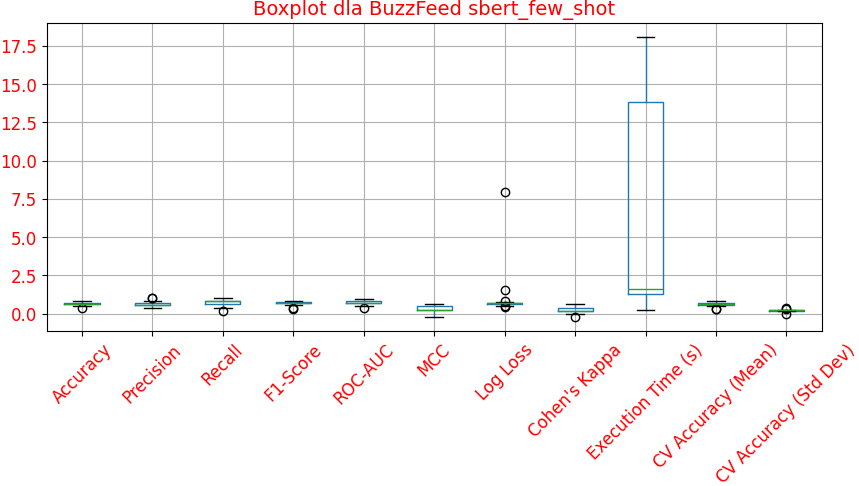 Boxplot dla BuzzFeed sbert_few_shot
17.5
15.0
12.5
10.0
7.5
5.0
2.5
0.0
Accuracy
Precision
Recall
F1-Score
ROC-AUC
MCC
Log Loss
Cohen's Kappa
Execution Time (s)
CV Accuracy (Mean)
CV Accuracy (Std Dev)